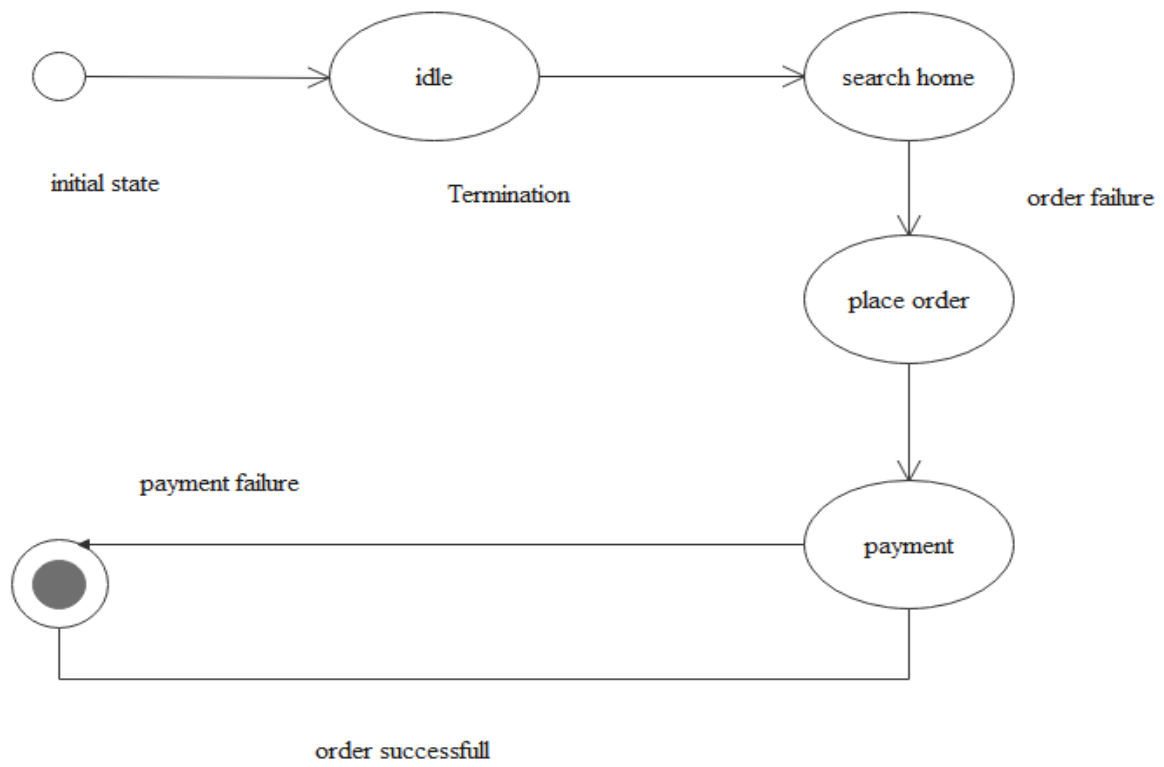 idle
search home
initial state
Termination
order failure
place order
payment failure
payment
order successfull